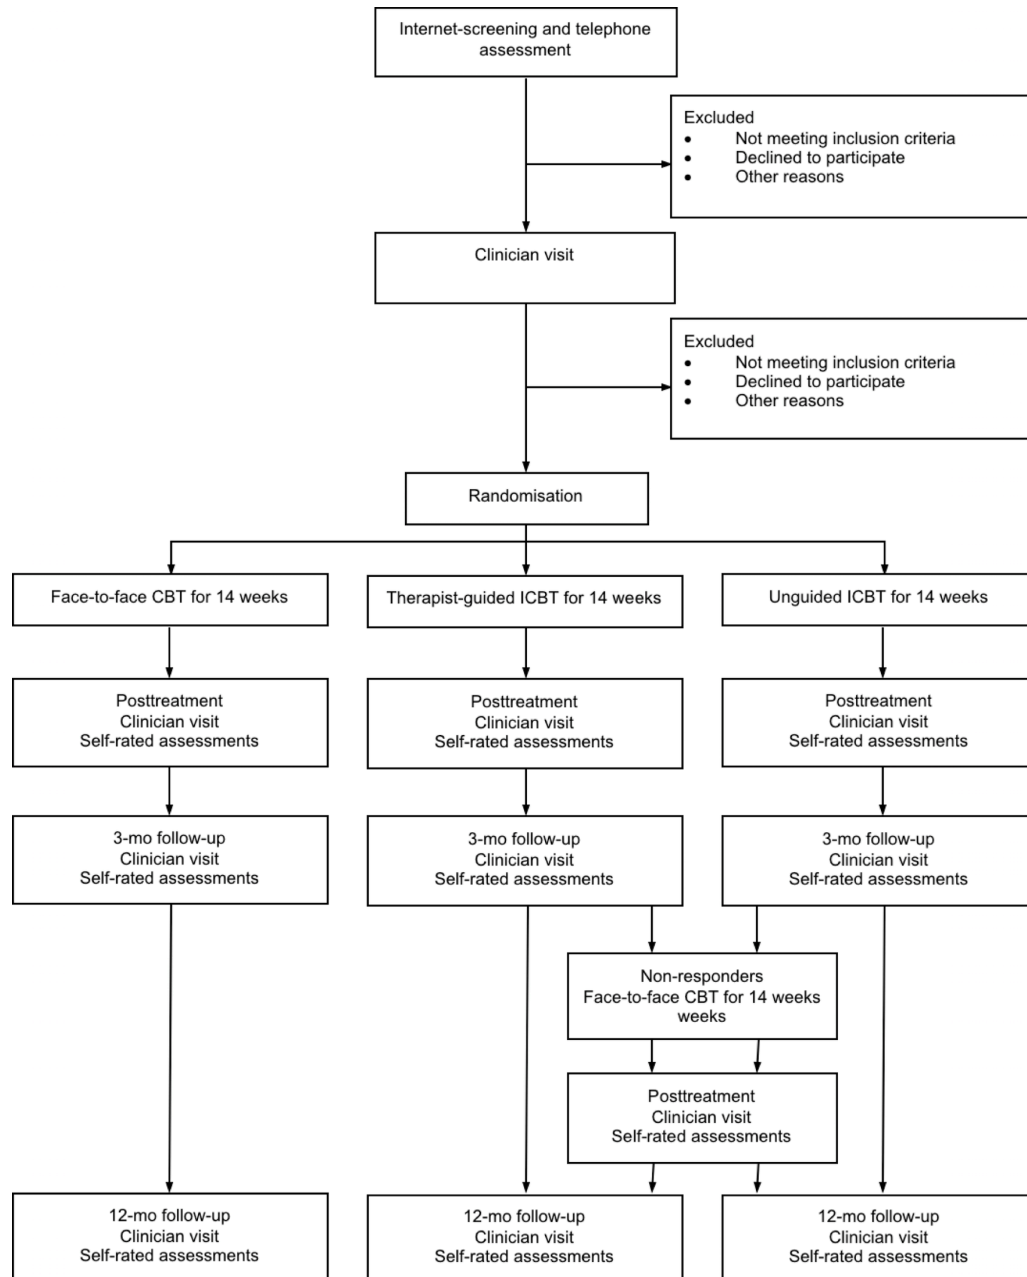 Internet-screening and telephone
assessment
Excluded
• Not meeting inclusion criteria
• Declined to participate
• Other reasons
Clinician visit
Excluded
• Not meeting inclusion criteria
• Declined to participate
• Other reasons
Randomisation
Face-to-face CBT for 14 weeks
Therapist-guided ICBT for 14 weeks
Unguided ICBT for 14 weeks
Posttreatment
Clinician visit
Self-rated assessments
Posttreatment
Clinician visit
Self-rated assessments
Posttreatment
Clinician visit
Self-rated assessments
3-mo follow-up
Clinician visit
Self-rated assessments
3-mo follow-up
Clinician visit
Self-rated assessments
3-mo follow-up
Clinician visit
Self-rated assessments
Non-responders
Face-to-face CBT for 14 weeks
weeks
Posttreatment
Clinician visit
Self-rated assessments
12-mo follow-up
Clinician visit
Self-rated assessments
12-mo follow-up
Clinician visit
Self-rated assessments
12-mo follow-up
Clinician visit
Self-rated assessments